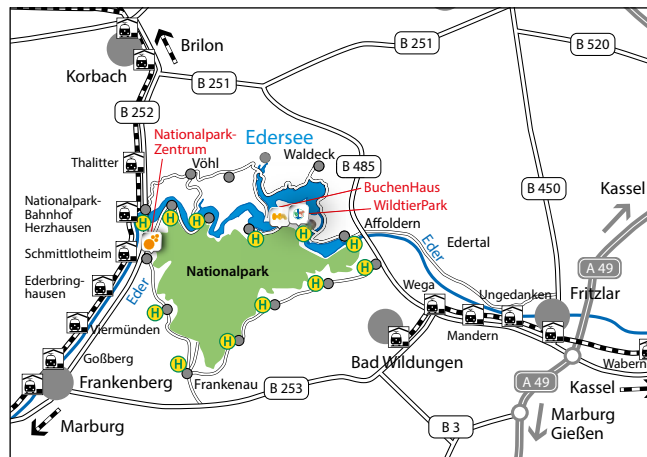 B 251
B 520
Brilon
Korbach
B 251
B 252
Nationalpark-
Zentrum
Edersee
Thalitter
Vöhl
Waldeck
B 485
BuchenHaus
WildtierPark
B 450
Kassel
Nationalpark-
Bahnhof
Herzhausen
H
H
H
H
H
Affoldern
H
Schmittlotheim
Eder
Edertal
A 49
Nationalpark
H
Ederbring-
hausen
Eder
H
H
Wega
Ungedanken
Fritzlar
Viermünden
H
Mandern
H
Goßberg
H
Bad Wildungen
Wabern
Frankenberg
Frankenau
B 253
A 49
Kassel
Marburg
B 3
Marburg
Gießen